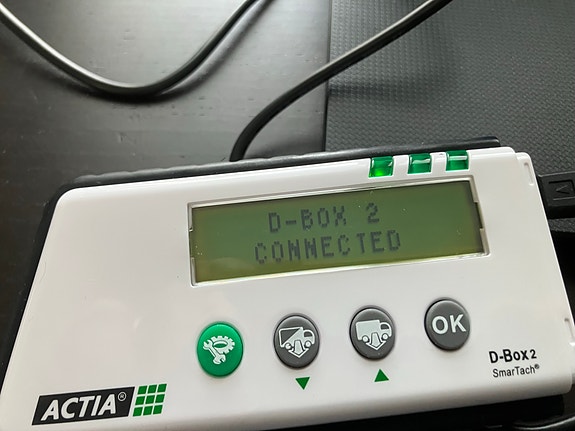 D-BOX 2
CONNECTED
OK
D-Box2
SmarTach®
ACTIA®